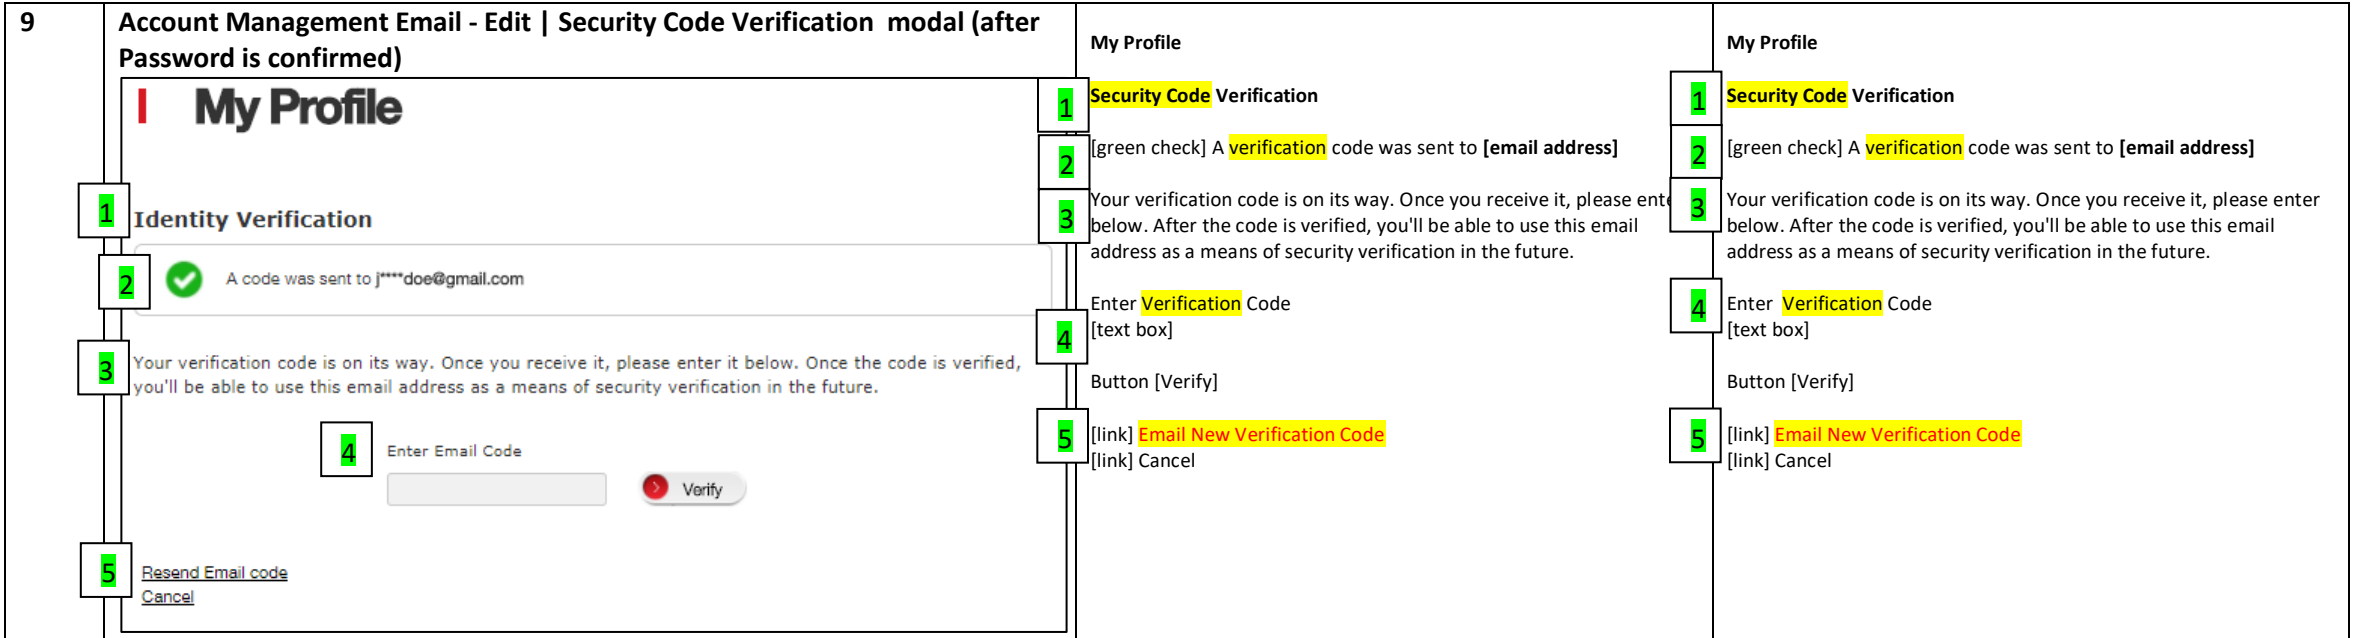 9
Account Management Email - Edit | Security Code Verification  modal (after
Password is confirmed)
My Profile
1
Identity Verification
2
A code was sent to j****doe@gmail.com
3
Your verification code is on its way. Once you receive it, please enter it below. Once the code is verified,
you'll be able to use this email address as a means of security verification in the future.
4
Enter Email Code
Verify
5
Resend Email code
Cancel
My Profile
1
Security Code Verification
2
[green check] A verification code was sent to [email address]
3
Your verification code is on its way. Once you receive it, please ente
below. After the code is verified, you'll be able to use this email
address as a means of security verification in the future.
4
Enter Verification Code
[text box]
Button [Verify]
5
[link] Email New Verification Code
[link] Cancel
My Profile
1
Security Code Verification
2
[green check] A verification code was sent to [email address]
3
Your verification code is on its way. Once you receive it, please enter
below. After the code is verified, you'll be able to use this email
address as a means of security verification in the future.
4
Enter  Verification Code
[text box]
Button [Verify]
5
[link] Email New Verification Code
[link] Cancel